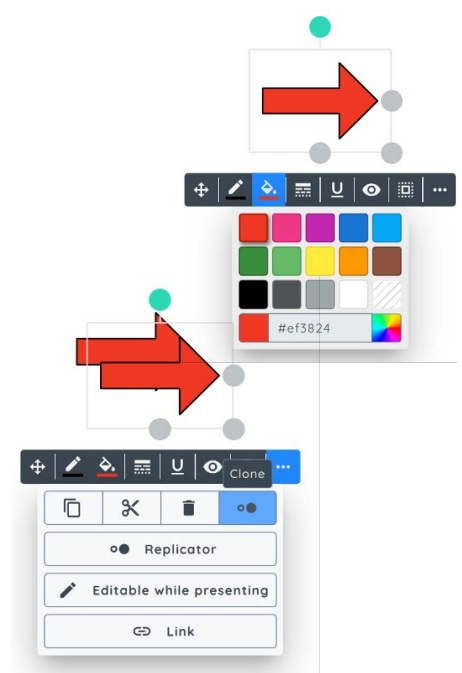 #ef3824
Clone
Replicator
Editable while presenting
Link